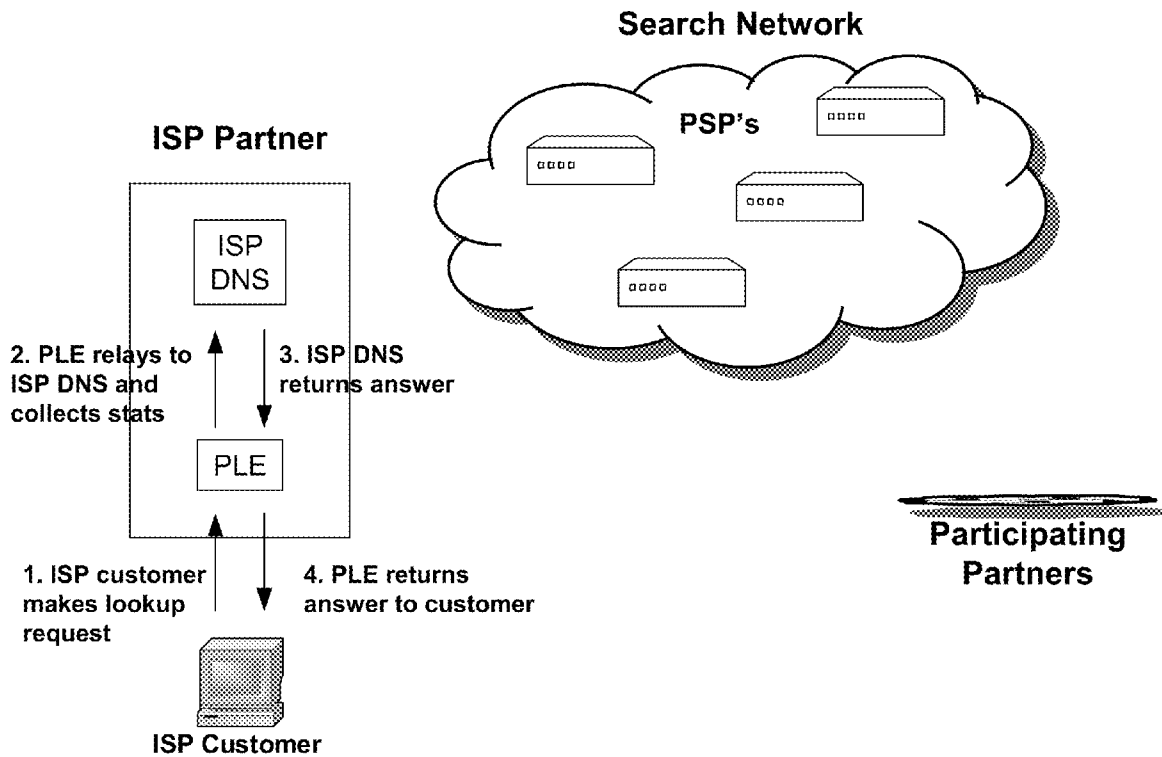 Search Network
PSP's
ISP Partner
ISP
DNS
2. PLE relays to
ISP DNS and
collects stats
3. ISP DNS
returns answer
PLE
1. ISP customer
makes lookup
request
4. PLE returns
answer to customer
ISP Customer
Participating
Partners